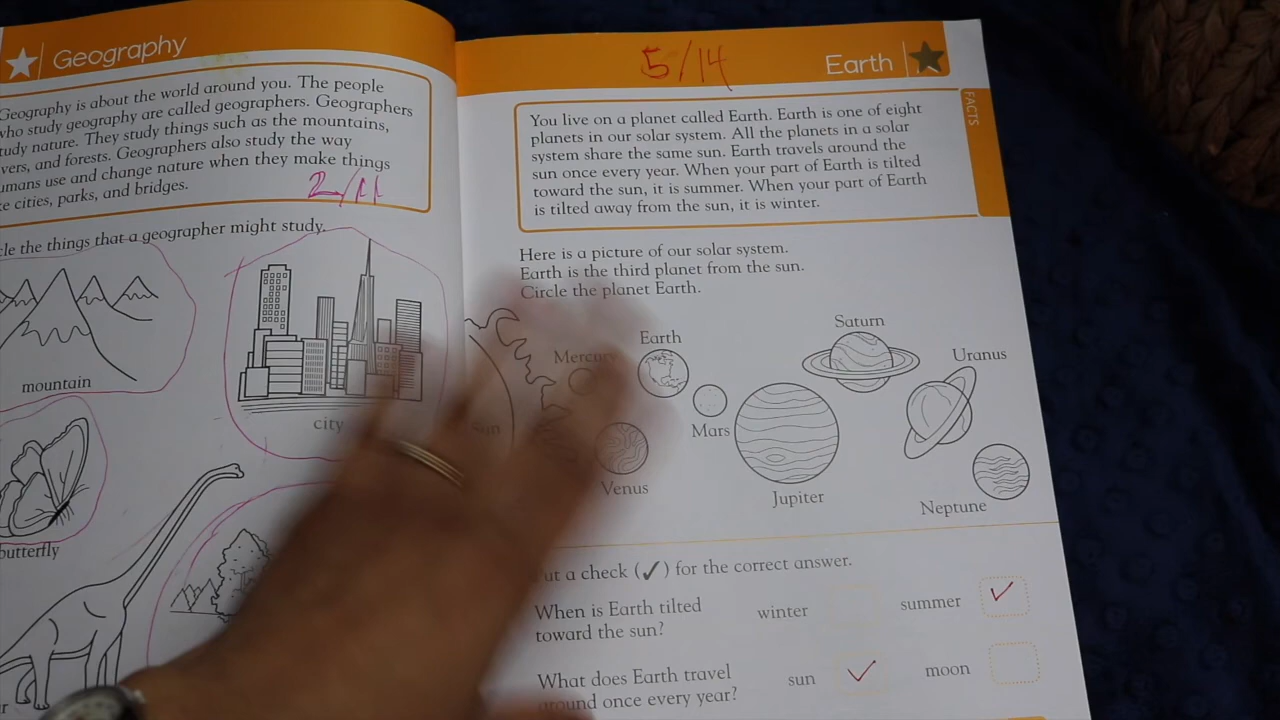 Geography
Geography is about the world around you. The people
who study geography are called geographers. Geographers
study nature. They study things such as the mountains,
vers, and forests. Geographers also study the way
umans use and change nature when they make things
ke cities, parks, and bridges.
2/11
cle the things that a geographer might study.
mountain
city
butterfly
5/14
Earth
FACTS
You live on a planet called Earth. Earth is one of eight
planets in our solar system. All the planets in a solar
system share the same sun. Earth travels around the
sun once every year. When your part of Earth is tilted
toward the sun, it is summer. When your part of Earth
is tilted away from the sun, it is winter.
Here is a picture of our solar system.
Earth is the third planet from the sun.
Circle the planet Earth.
sun
Mercury
Venus
Earth
Mars
Jupiter
Saturn
Uranus
Neptune
ut a check (✓) for the correct answer.
When is Earth tilted
toward the sun?
winter
summer ✓
What does Earth travel
around once every year?
sun ✓
moon